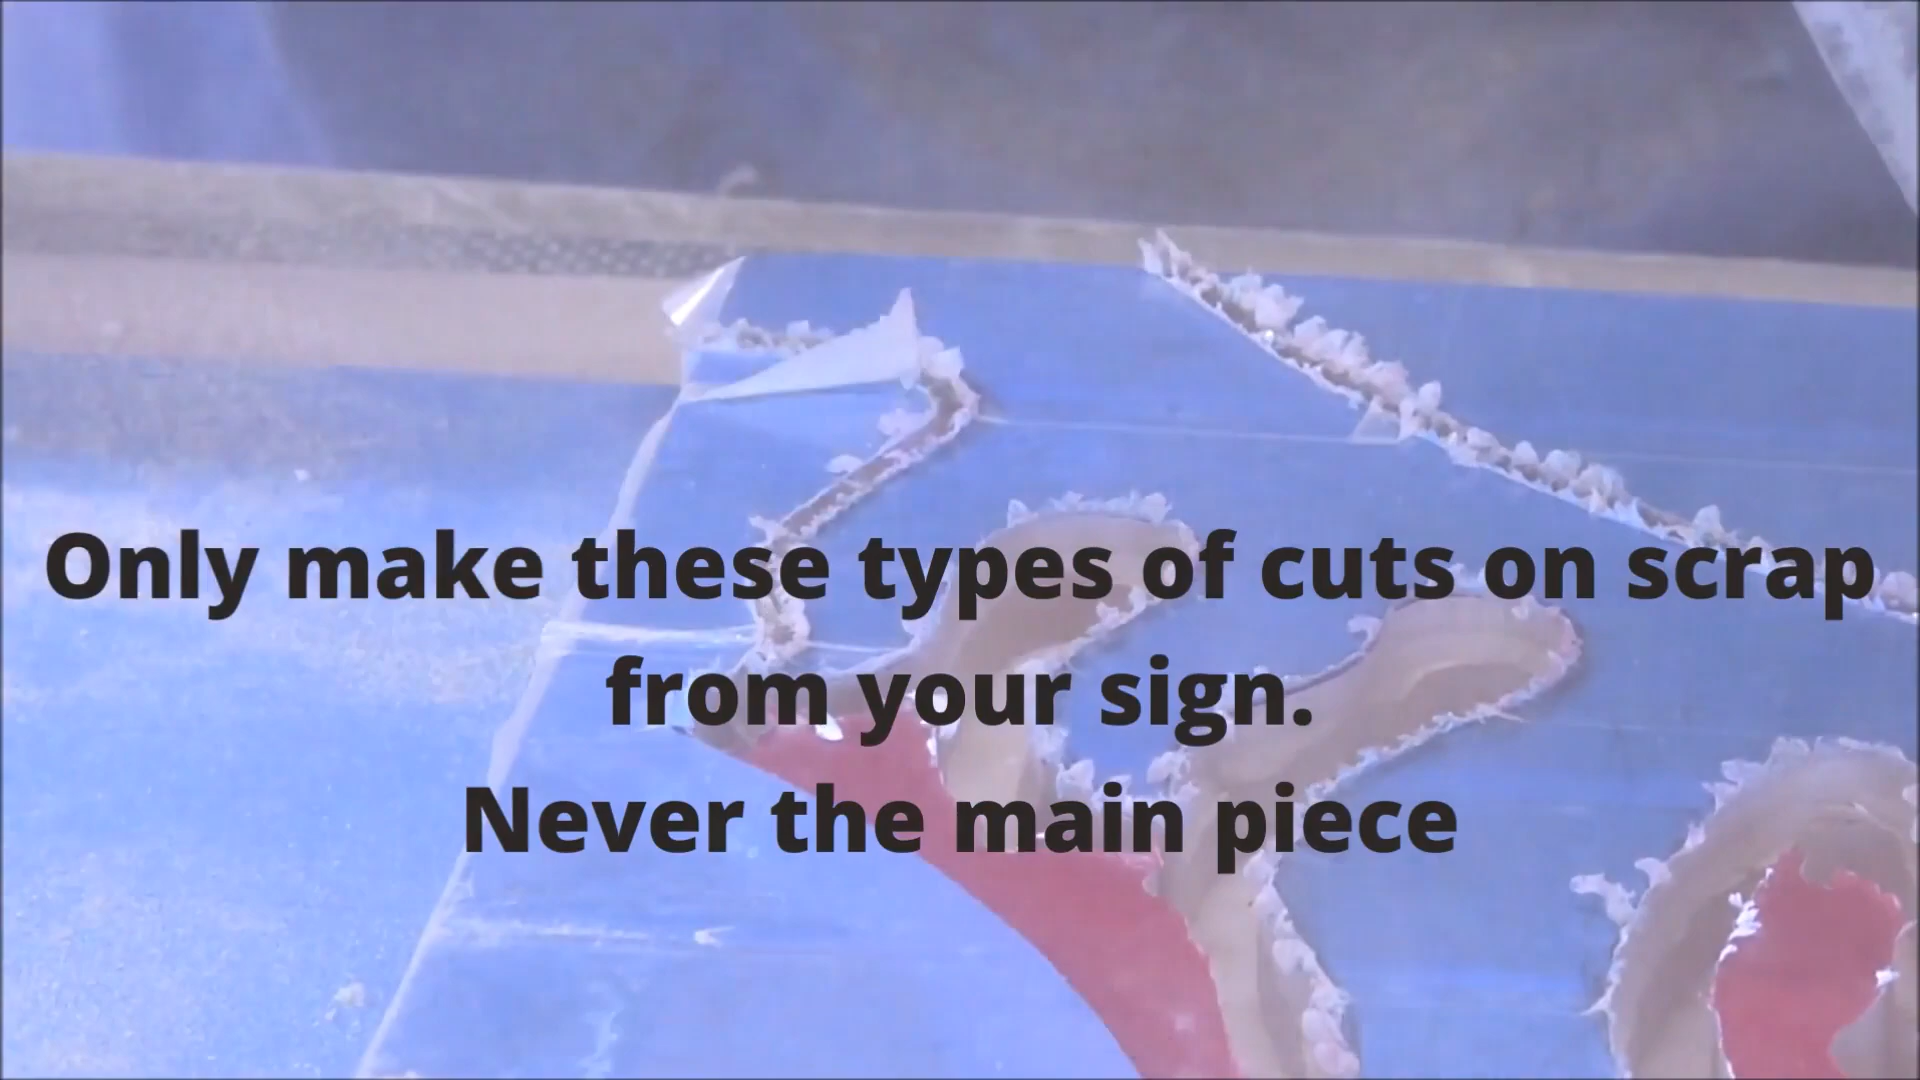 Only make these types of cuts on scrap
from your sign.
Never the main piece